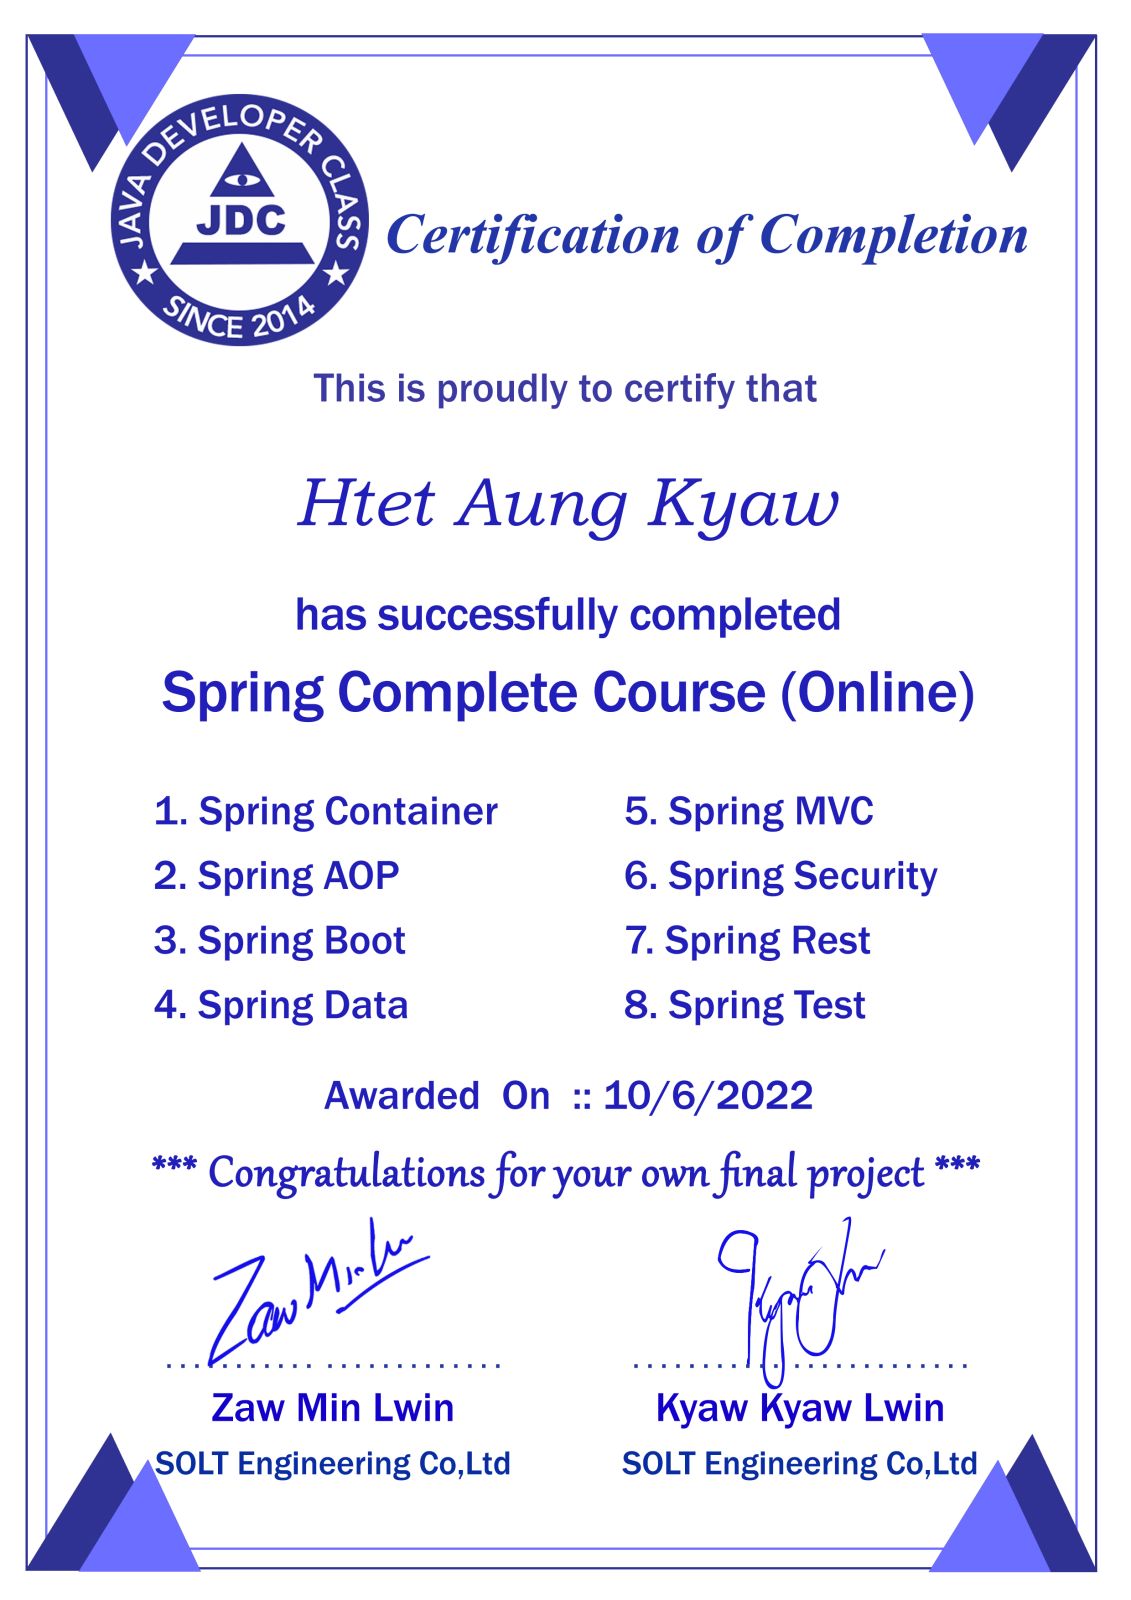 JAVA DEVELOPER CLASS
JDC
SINCE 2014
Certification of Completion
This is proudly to certify that
Htet Aung Kyaw
has successfully completed
Spring Complete Course (Online)
1. Spring Container
2. Spring AOP
3. Spring Boot
4. Spring Data
5. Spring MVC
6. Spring Security
7. Spring Rest
8. Spring Test
Awarded On :: 10/6/2022
*** Congratulations for your own final project ***
Zaw Min Lwin
Zaw Min Lwin
SOLT Engineering Co,Ltd
Kyaw Kyaw Lwin
SOLT Engineering Co,Ltd